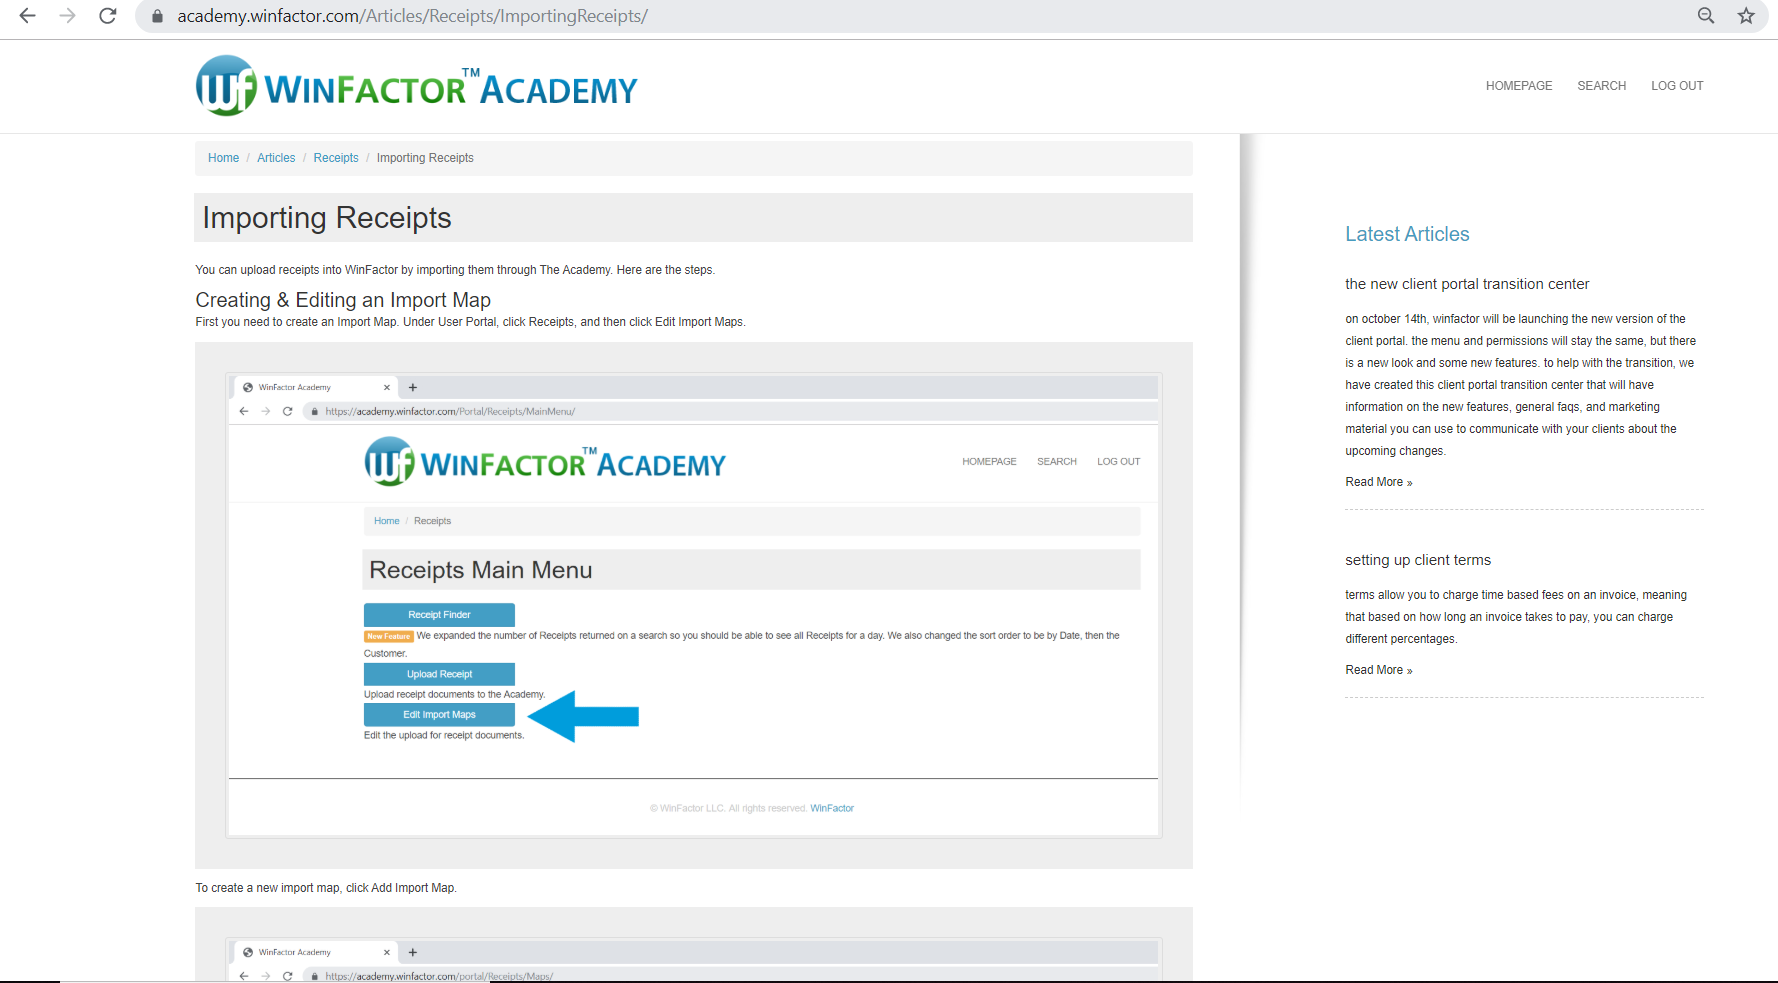 academy.winfactor.com/Articles/Receipts/ImportingReceipts/
WF WINFACTOR™ ACADEMY
HOMEPAGE SEARCH LOG OUT
Home / Articles / Receipts / Importing Receipts
Importing Receipts
You can upload receipts into WinFactor by importing them through The Academy. Here are the steps.
Creating & Editing an Import Map
First you need to create an Import Map. Under User Portal, click Receipts, and then click Edit Import Maps.
WinFactor Academy
https://academy.winfactor.com/Portal/Receipts/MainMenu/
WF WINFACTOR™ ACADEMY
HOMEPAGE SEARCH LOG OUT
Home / Receipts
Receipts Main Menu
Receipt Finder
New Feature We expanded the number of Receipts returned on a search so you should be able to see all Receipts for a day. We also changed the sort order to be by Date, then the
Customer.
Upload Receipt
Upload receipt documents to the Academy.
Edit Import Maps
Edit the upload for receipt documents.
© WinFactor LLC. All rights reserved. WinFactor
To create a new import map, click Add Import Map.
WinFactor Academy
https://academy.winfactor.com/portal/Receipts/Maps/
Latest Articles
the new client portal transition center
on october 14th, winfactor will be launching the new version of the
client portal. the menu and permissions will stay the same, but there
is a new look and some new features. to help with the transition, we
have created this client portal transition center that will have
information on the new features, general faqs, and marketing
material you can use to communicate with your clients about the
upcoming changes.
Read More »
setting up client terms
terms allow you to charge time based fees on an invoice, meaning
that based on how long an invoice takes to pay, you can charge
different percentages.
Read More »